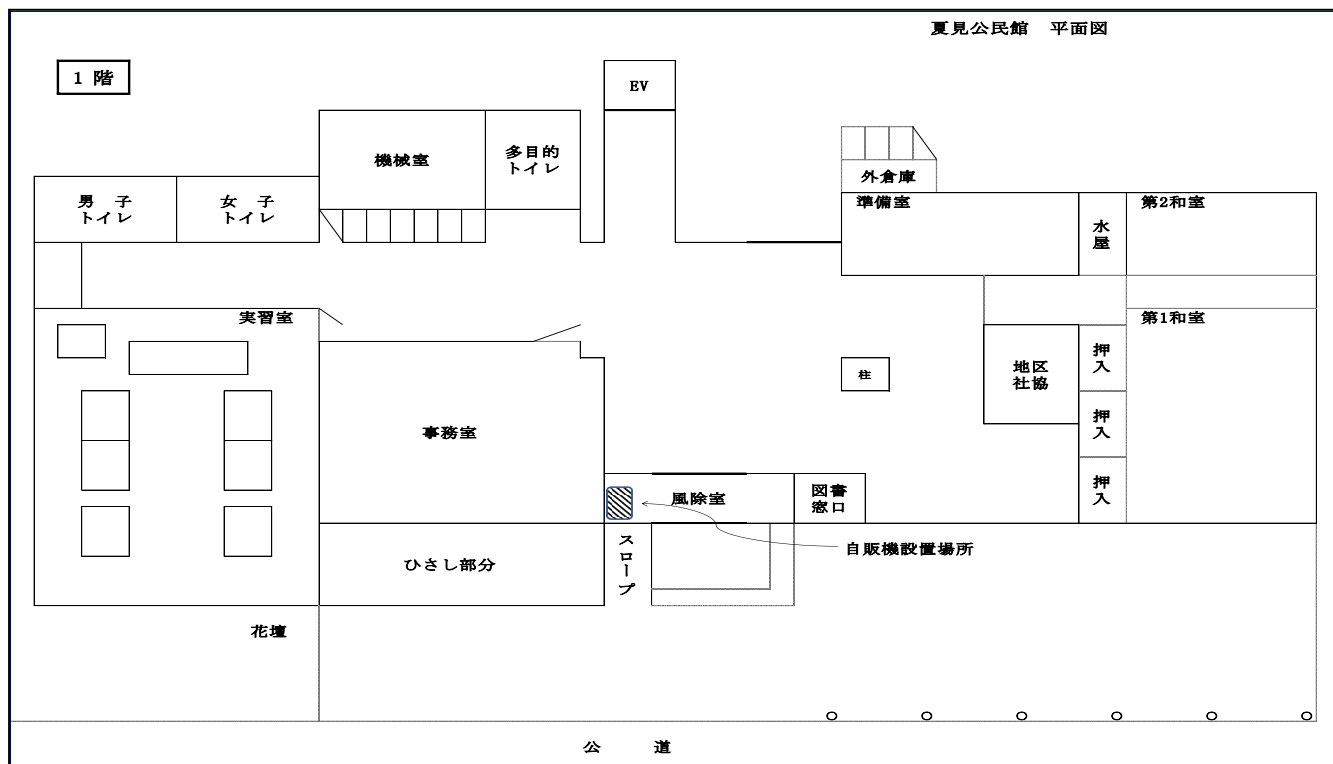 夏見公民館 平面図
1 階
EV
機械室
多目的
トイレ
男 子
トイレ
女 子
トイレ
外倉庫
準備室
水屋
第2和室
実習室
第1和室
押入
地区
社協
柱
押入
事務室
押入
風除室
図書
窓口
スロープ
自販機設置場所
ひさし部分
花壇
公 道